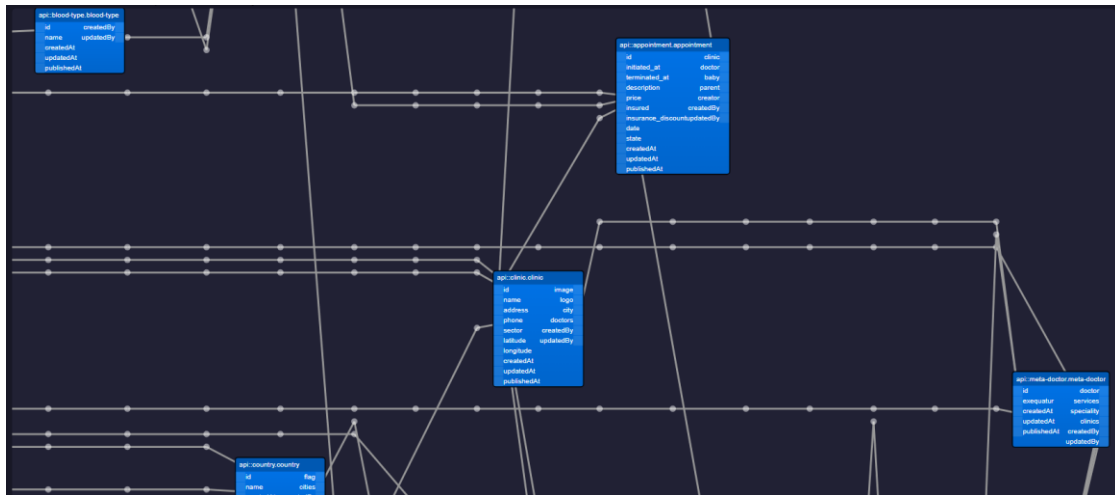 api::blood-type.blood-type
id createdBy
name updatedBy
createdAt
updatedAt
publishedAt
api::appointment.appointment
id clinic
initiated_at doctor
terminated_at baby
description parent
price creator
insured createdBy
insurance_discountupdatedBy
date
state
createdAt
updatedAt
publishedAt
api::clinic.clinic
id image
name logo
address city
phone doctors
sector createdBy
latitude updatedBy
longitude
createdAt
updatedAt
publishedAt
api::meta-doctor.meta-doctor
id doctor
exequatur services
createdAt speciality
updatedAt clinics
publishedAt createdBy
updatedBy
api::country.country
id flag
name cities